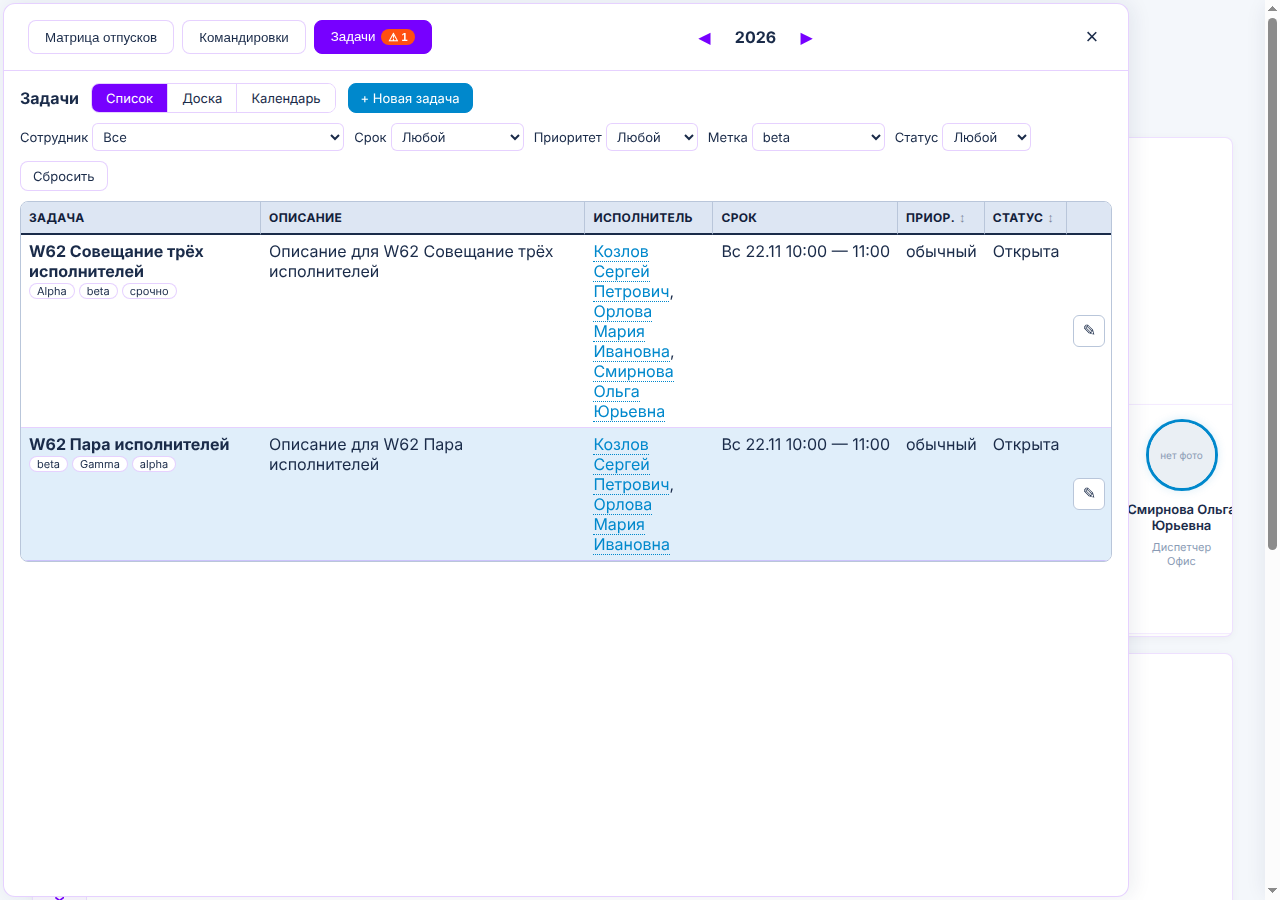 Матрица отпусков Командировки Задачи ⚠ 1 ◀ 2026 ▶ ×
Задачи Список Доска Календарь + Новая задача
Сотрудник Все Срок Любой Приоритет Любой Метка beta Статус Любой
Сбросить
ЗАДАЧА ОПИСАНИЕ ИСПОЛНИТЕЛЬ СРОК ПРИОР. ↕ СТАТУС ↕
W62 Совещание трёх исполнителей
Alpha beta срочно
Описание для W62 Совещание трёх
исполнителей
Козлов
Сергей
Петрович,
Орлова
Мария
Ивановна,
Смирнова
Ольга
Юрьевна
Вс 22.11 10:00 — 11:00 обычный Открыта ✎
W62 Пара исполнителей
beta Gamma alpha
Описание для W62 Пара
исполнителей
Козлов
Сергей
Петрович,
Орлова
Мария
Ивановна
Вс 22.11 10:00 — 11:00 обычный Открыта ✎
нет фото
Смирнова Ольга
Юрьевна
Диспетчер
Офис